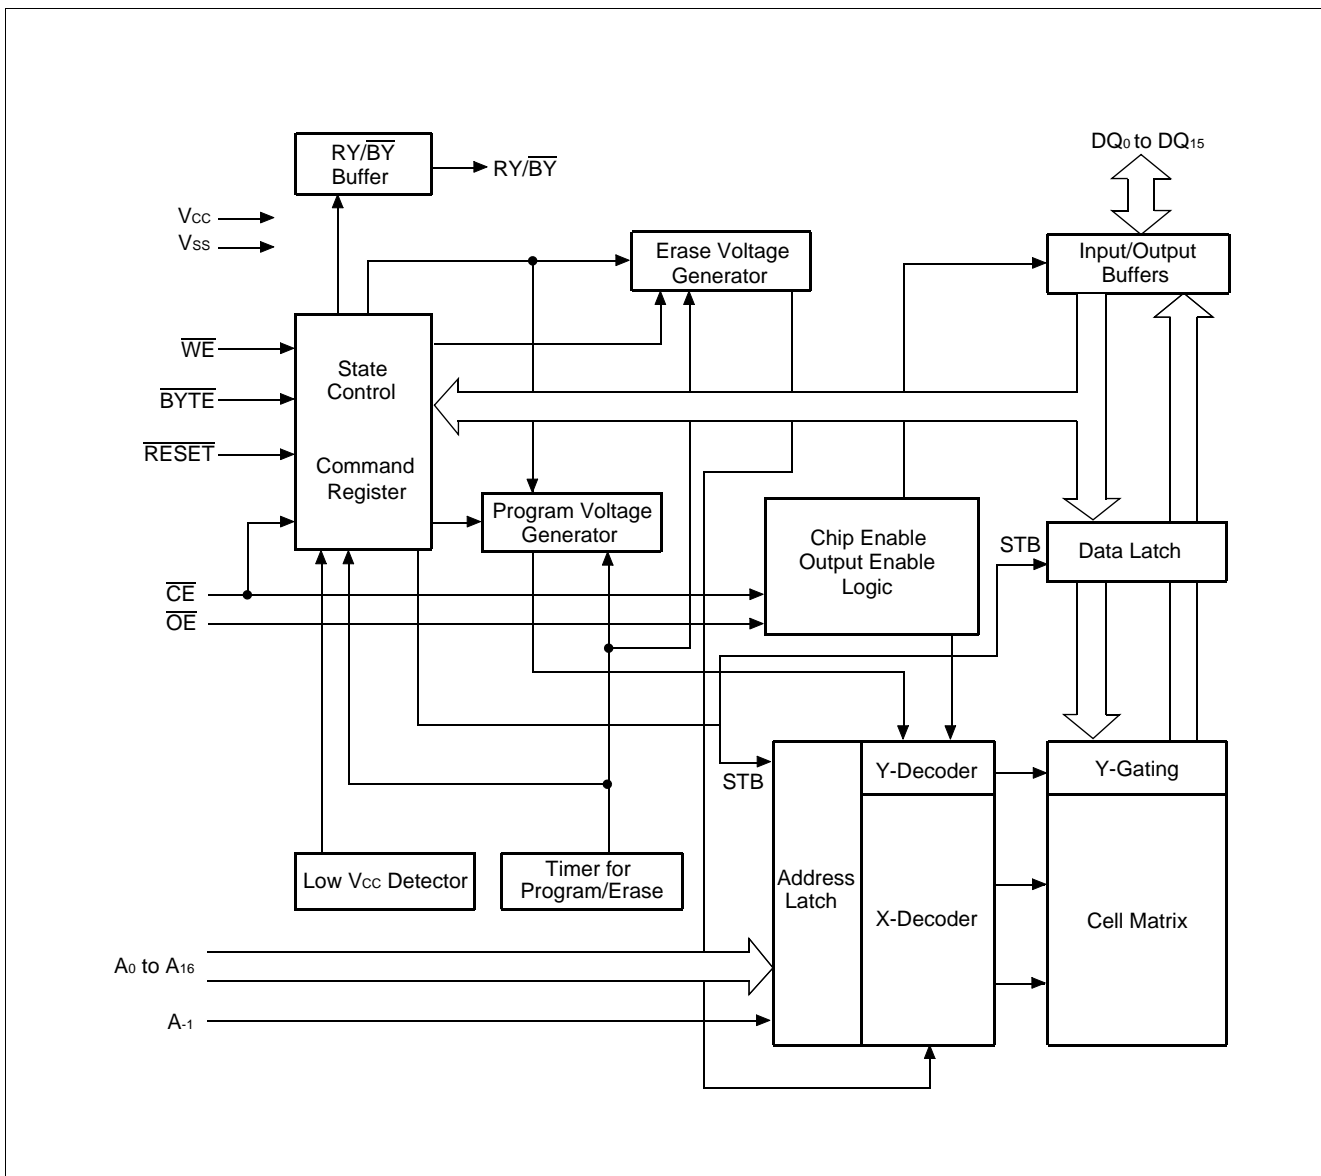 RY/BY
Buffer
RY/BY
DQ0 to DQ15
VCC
VSS
Erase Voltage
Generator
Input/Output
Buffers
WE
State
Control
BYTE
RESET
Command
Register
Program Voltage
Generator
Chip Enable
Output Enable
Logic
STB
Data Latch
CE
OE
STB
Y-Decoder
Y-Gating
Low VCC Detector
Timer for
Program/Erase
Address
Latch
X-Decoder
Cell Matrix
A0 to A16
A-1